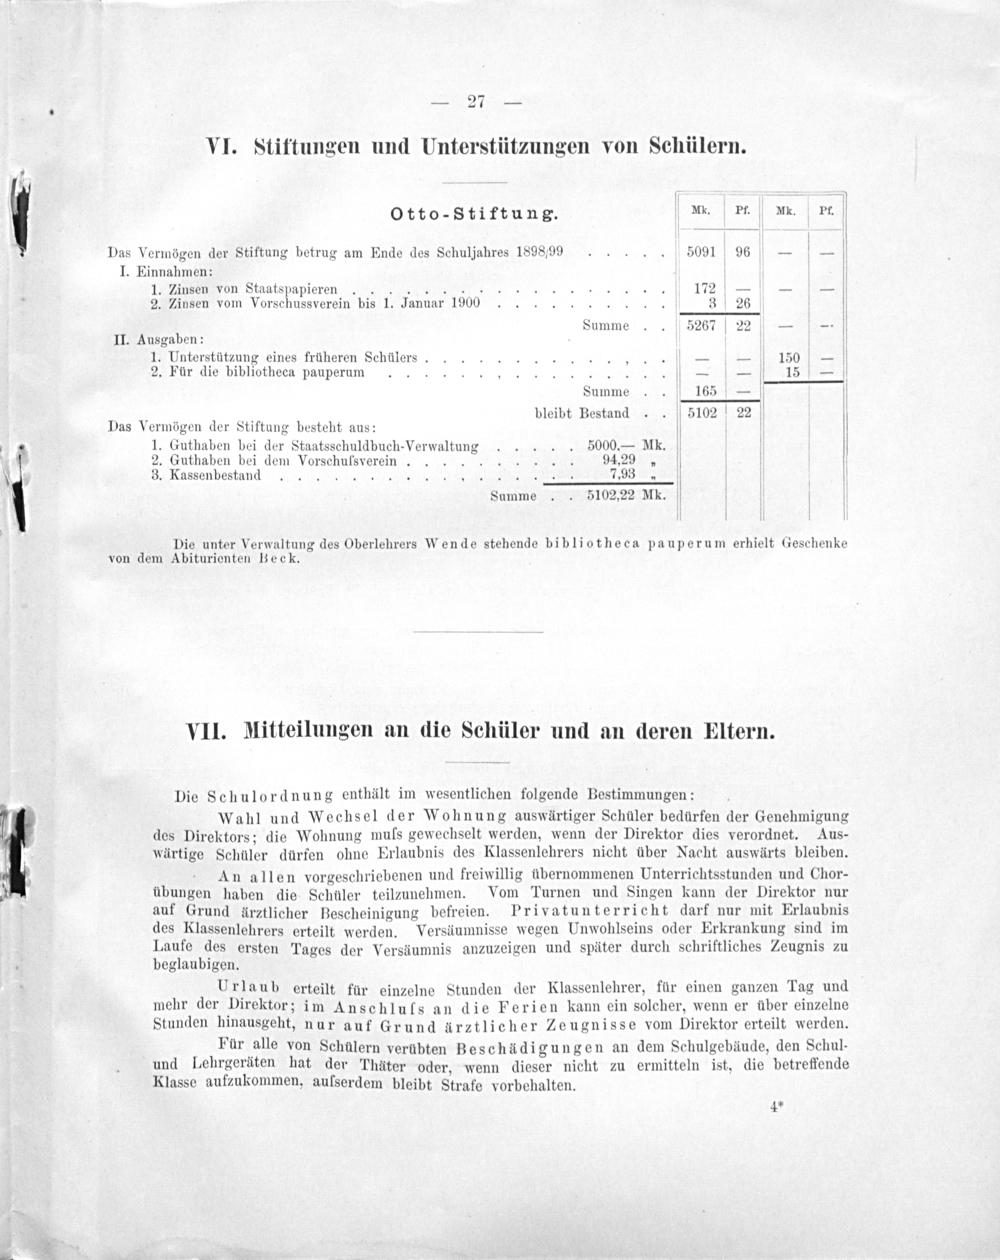 — 27 —
VI. Stiftungen und Unterstützungen von Schülern.
Otto-Stiftung. Mk. Pf. Mk. Pf.
Das Vermögen der Stiftung betrug am Ende des Schuljahres 1898/99 . . . . . 5091 96 — —
I. Einnahmen:
1. Zinsen von Staatspapieren . . . . . . . . . . . . . . . . . 172 — — —
2. Zinsen vom Vorschussverein bis 1. Januar 1900 . . . . . . . . . 3 26
Summe . . 5267 22 — —
II. Ausgaben:
1. Unterstützung eines früheren Schülers . . . . . . . . . . . . . — — 150 —
2. Für die bibliotheca pauperum . . . . . . . . . . . . . . . — — 15 —
Summe . . 165 —
bleibt Bestand . . 5102 22
Das Vermögen der Stiftung besteht aus:
1. Guthaben bei der Staatsschuldbuch-Verwaltung . . . . . 5000.— Mk.
2. Guthaben bei dem Vorschufsverein . . . . . . . . . 94,29 „
3. Kassenbestand . . . . . . . . . . . . . . . . 7,93 „
Summe . . 5102,22 Mk.
Die unter Verwaltung des Oberlehrers Wende stehende bibliotheca pauperum erhielt Geschenke
von dem Abiturienten Beck.
VII. Mitteilungen an die Schüler und an deren Eltern.
Die Schulordnung enthält im wesentlichen folgende Bestimmungen:
Wahl und Wechsel der Wohnung auswärtiger Schüler bedürfen der Genehmigung
des Direktors; die Wohnung mufs gewechselt werden, wenn der Direktor dies verordnet. Aus-
wärtige Schüler dürfen ohne Erlaubnis des Klassenlehrers nicht über Nacht auswärts bleiben.
An allen vorgeschriebenen und freiwillig übernommenen Unterrichtsstunden und Chor-
übungen haben die Schüler teilzunehmen. Vom Turnen und Singen kann der Direktor nur
auf Grund ärztlicher Bescheinigung befreien. Privatunterricht darf nur mit Erlaubnis
des Klassenlehrers erteilt werden. Versäumnisse wegen Unwohlseins oder Erkrankung sind im
Laufe des ersten Tages der Versäumnis anzuzeigen und später durch schriftliches Zeugnis zu
beglaubigen.
Urlaub erteilt für einzelne Stunden der Klassenlehrer, für einen ganzen Tag und
mehr der Direktor; im Anschlufs an die Ferien kann ein solcher, wenn er über einzelne
Stunden hinausgeht, nur auf Grund ärztlicher Zeugnisse vom Direktor erteilt werden.
Für alle von Schülern verübten Beschädigungen an dem Schulgebäude, den Schul-
und Lehrgeräten hat der Thäter oder, wenn dieser nicht zu ermitteln ist, die betreffende
Klasse aufzukommen, aufserdem bleibt Strafe vorbehalten.
4*